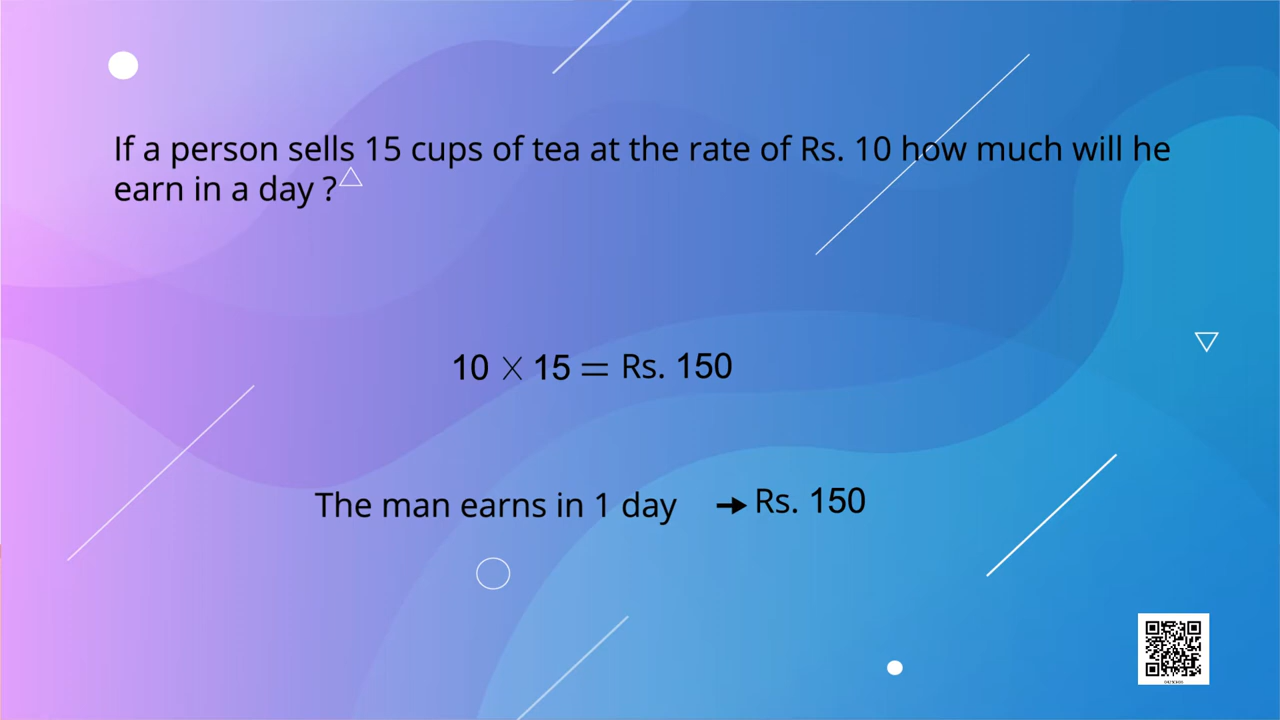 If a person sells 15 cups of tea at the rate of Rs. 10 how much will he
earn in a day ?
10 × 15 = Rs. 150
The man earns in 1 day → Rs. 150